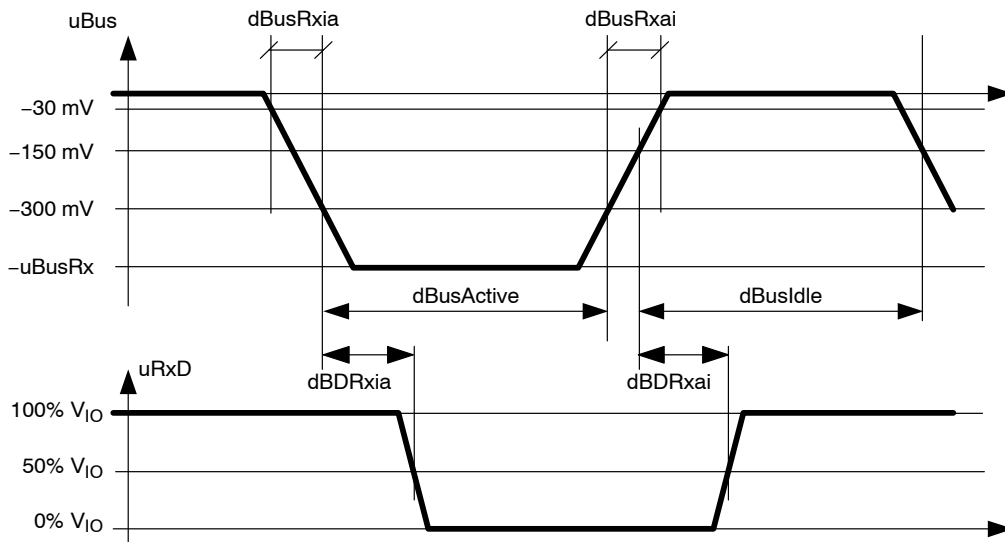 uBus
dBusRxia
dBusRxai
−30 mV
−150 mV
−300 mV
−uBusRx
dBusActive
dBusIdle
uRxD
dBDRxia
dBDRxai
100% VIO
50% VIO
0% VIO